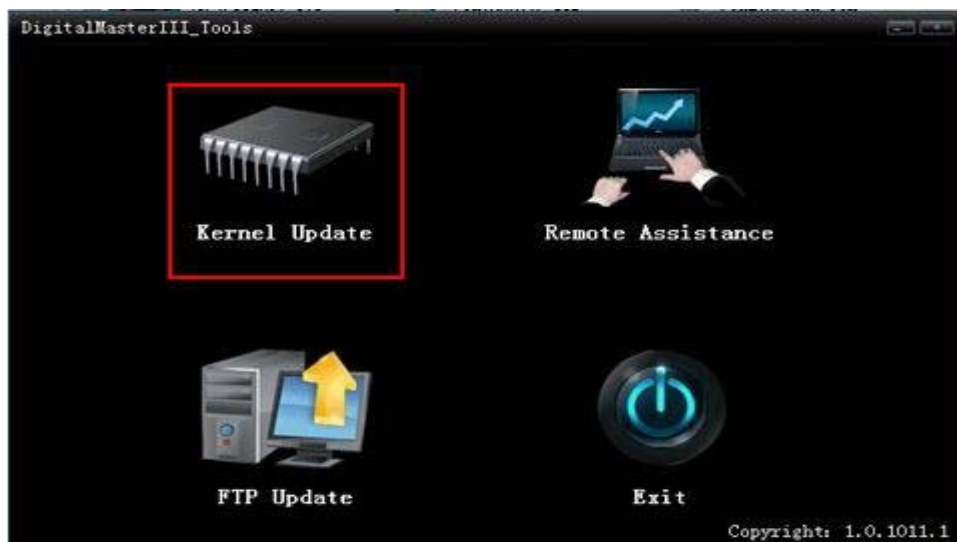 DigitalMasterIII_Tools
Kernel Update
Remote Assistance
FTP Update
Exit
Copyright: 1.0.1011.1